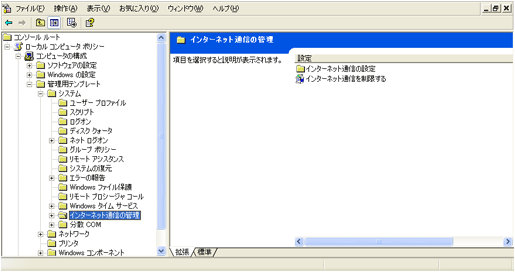 ファイル(F) 操作(A) 表示(V) お気に入り(O) ウィンドウ(W) ヘルプ(H)
コンソール ルート
ローカル コンピュータ ポリシー
コンピュータの構成
ソフトウェアの設定
Windows の設定
管理用テンプレート
システム
ユーザー プロファイル
スクリプト
ログオン
ディスク クォータ
ネット ログオン
グループ ポリシー
リモート アシスタンス
システムの復元
エラーの報告
Windows ファイル保護
リモート プロシージャ コール
Windows タイム サービス
インターネット通信の管理
分散 COM
ネットワーク
プリンタ
Windows コンポーネント
インターネット通信の管理
項目を選択すると説明が表示されます。
設定
インターネット通信の設定
インターネット通信を制限する
拡張 標準